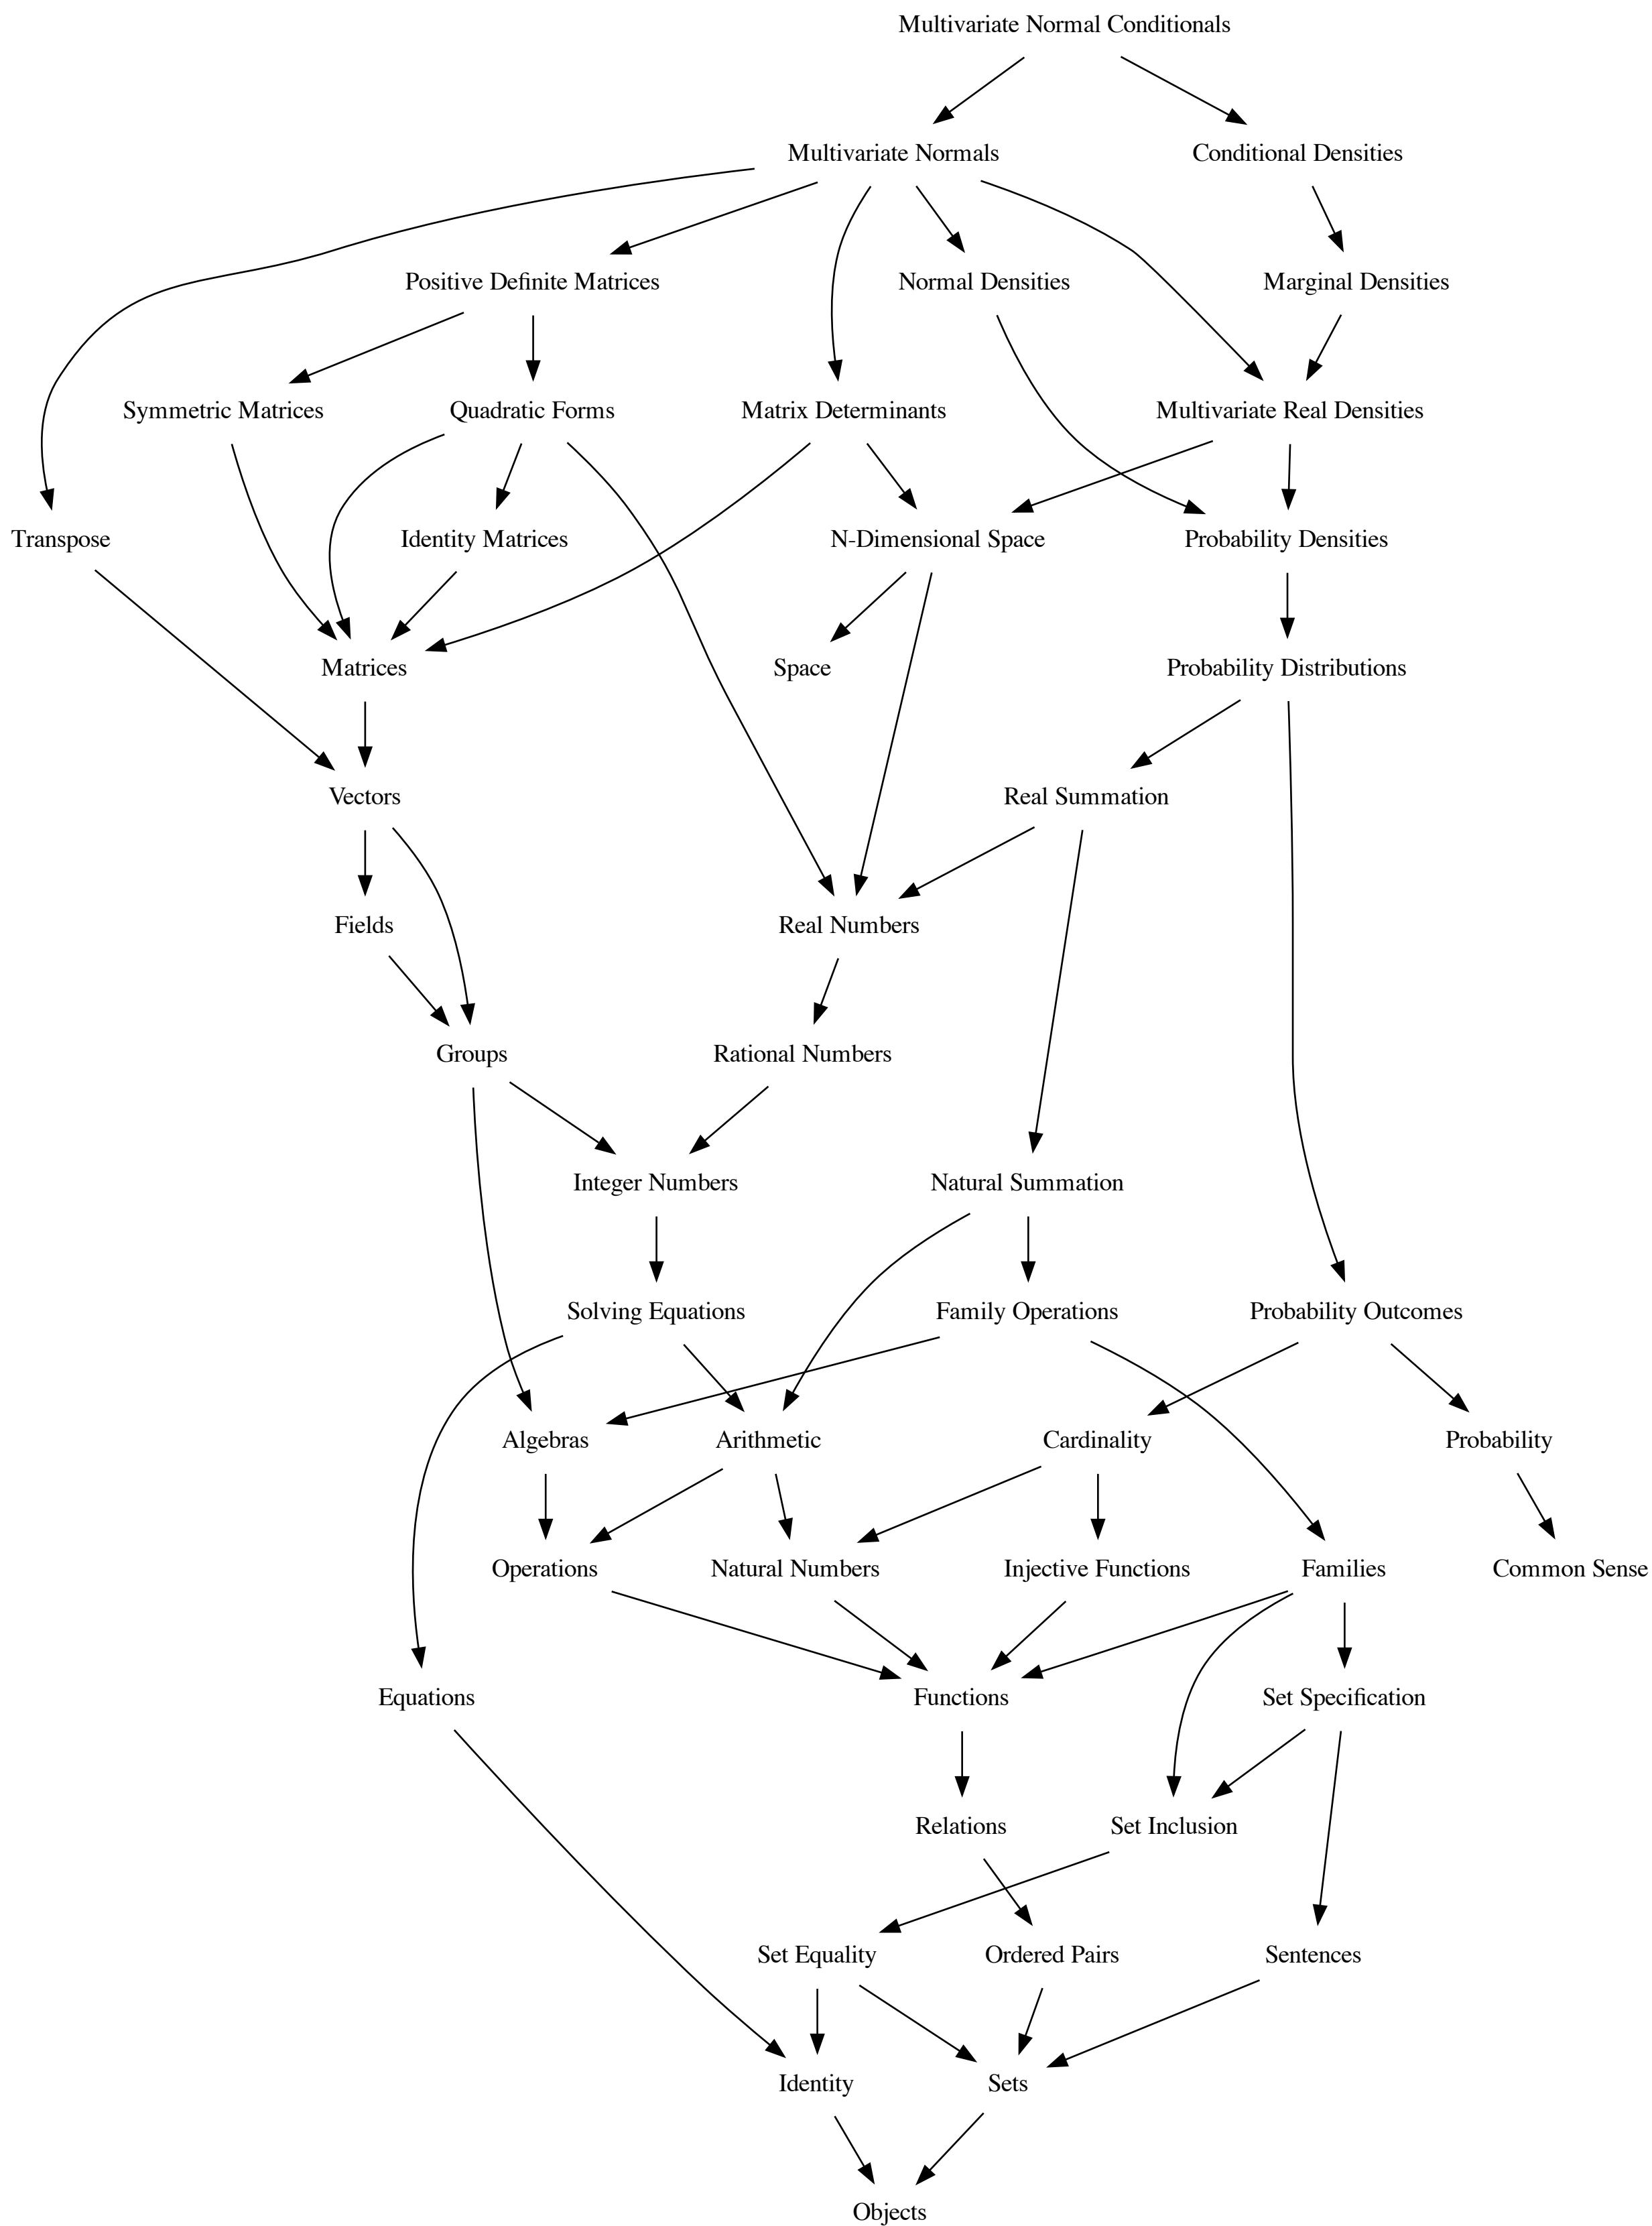 Multivariate Normal Conditionals
Multivariate Normals
Conditional Densities
Positive Definite Matrices
Normal Densities
Marginal Densities
Symmetric Matrices
Quadratic Forms
Matrix Determinants
Multivariate Real Densities
Transpose
Identity Matrices
N-Dimensional Space
Probability Densities
Matrices
Space
Probability Distributions
Vectors
Real Summation
Fields
Real Numbers
Groups
Rational Numbers
Integer Numbers
Natural Summation
Solving Equations
Family Operations
Probability Outcomes
Algebras
Arithmetic
Cardinality
Probability
Operations
Natural Numbers
Injective Functions
Families
Common Sense
Equations
Functions
Set Specification
Relations
Set Inclusion
Set Equality
Ordered Pairs
Sentences
Identity
Sets
Objects